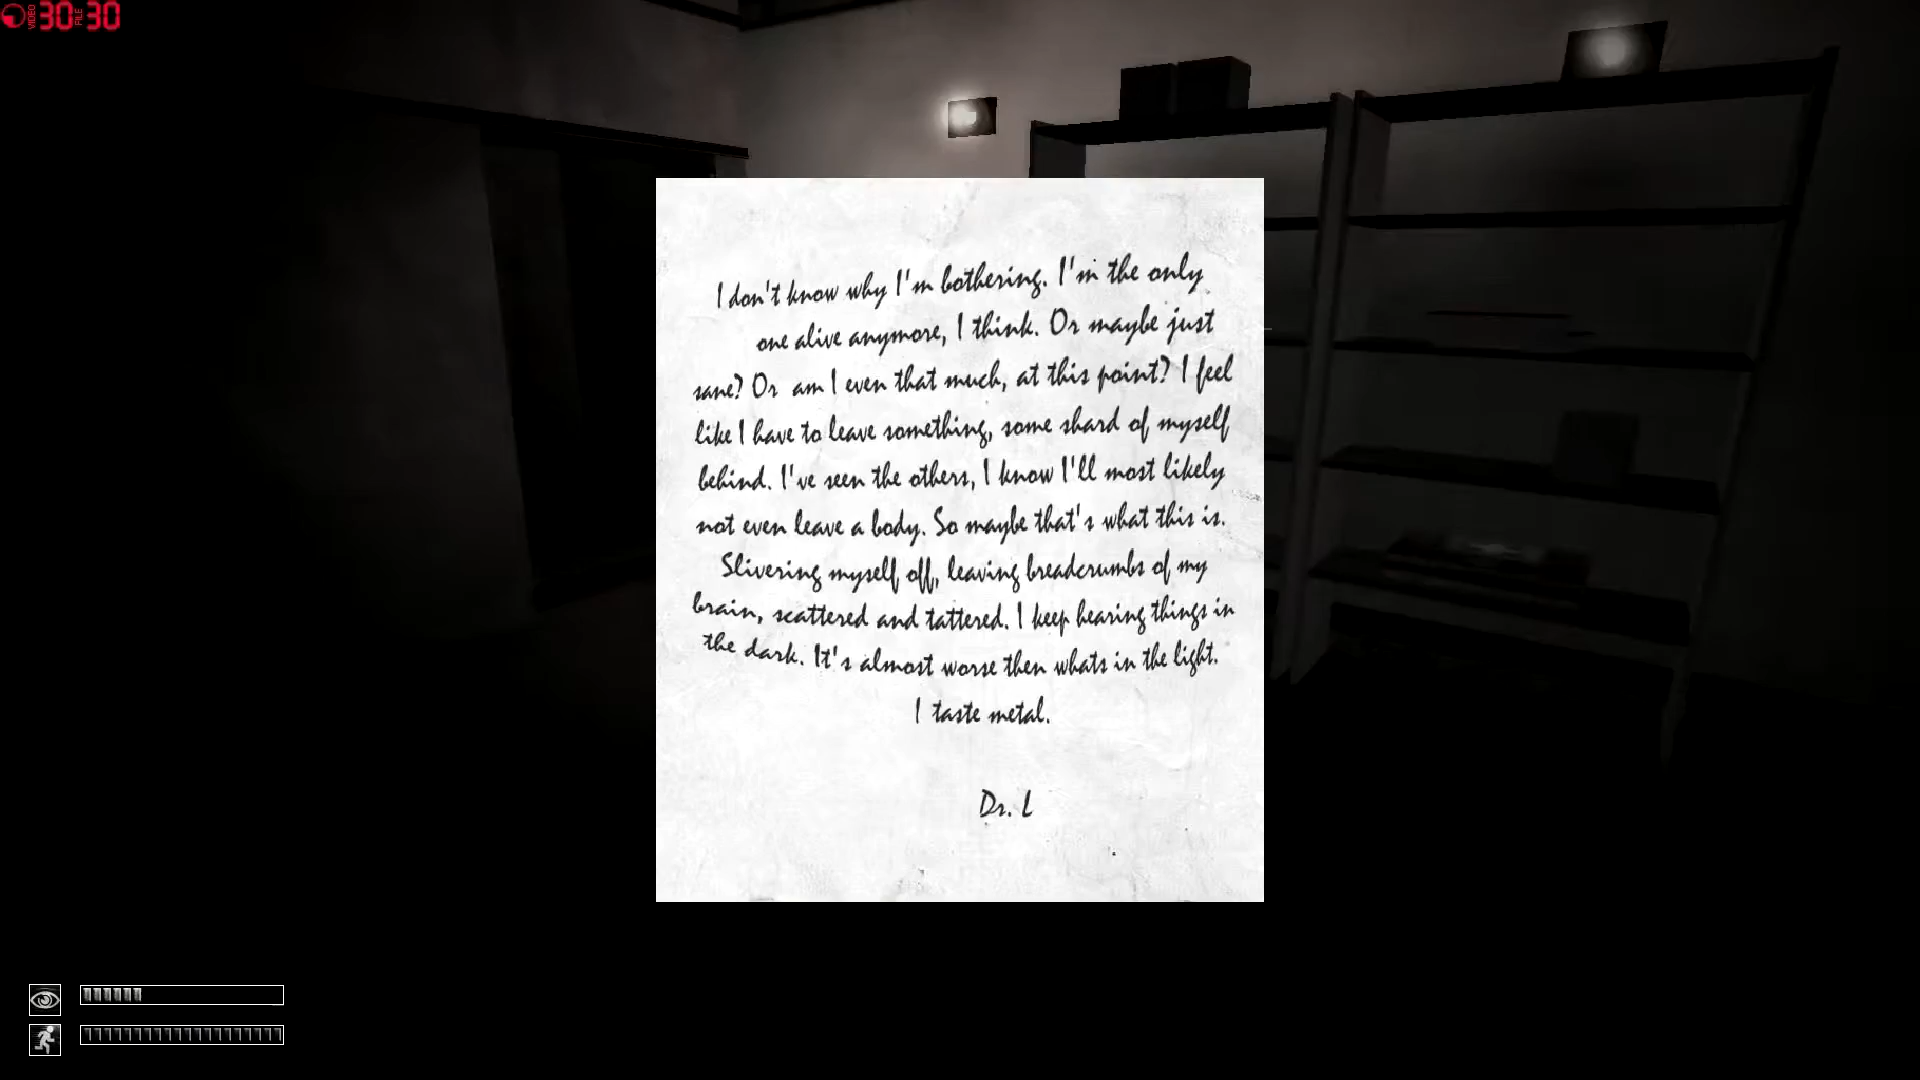 VIDEO 30 FILE 30
I don't know why I'm bothering. I'm the only
one alive anymore, I think. Or maybe just
sane? Or am I even that much, at this point? I feel
like I have to leave something, some shard of myself
behind. I've seen the others, I know I'll most likely
not even leave a body. So maybe that's what this is.
Slivering myself off, leaving breadcrumbs of my
brain, scattered and tattered. I keep hearing things in
the dark. It's almost worse then whats in the light.
I taste metal.
Dr. L